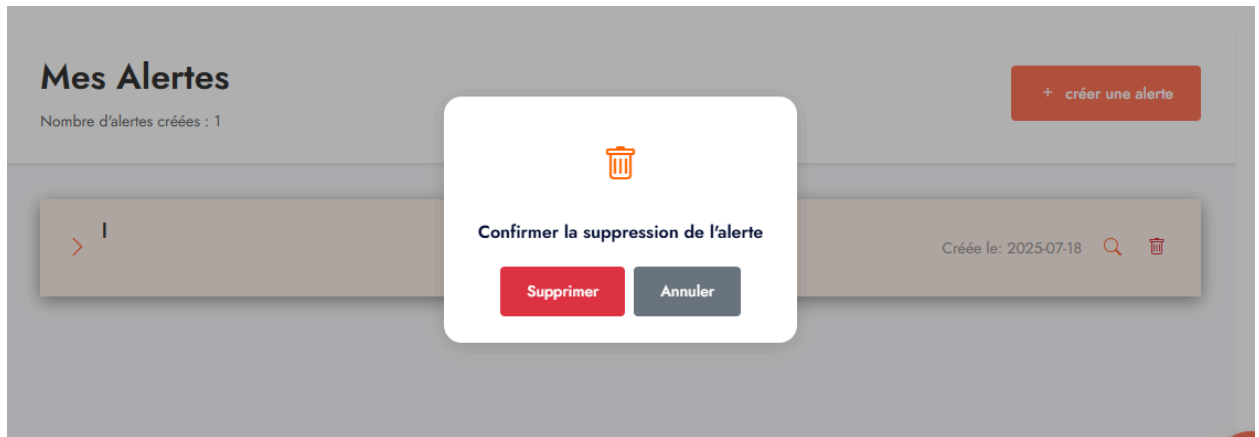 Mes Alertes
+ créer une alerte
Nombre d'alertes créées : 1
I
Créée le: 2025-07-18
Confirmer la suppression de l'alerte
Supprimer Annuler